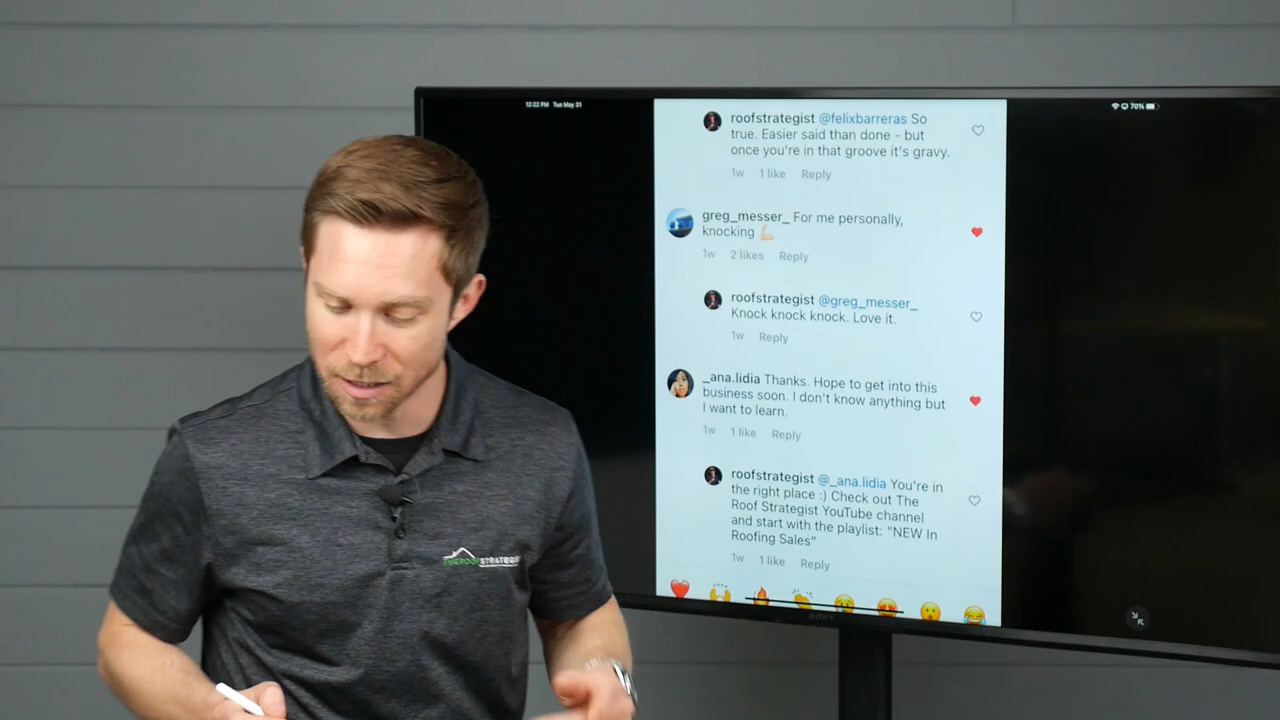 12:22 PM Tue May 31
70%
roofstrategist @felixbarreras So
true. Easier said than done - but
once you're in that groove it's gravy.
1w 1 like Reply
greg_messer_ For me personally,
knocking 💪🏻
1w 2 likes Reply
roofstrategist @greg_messer_
Knock knock knock. Love it.
1w Reply
_ana.lidia Thanks. Hope to get into this
business soon. I don't know anything but
I want to learn.
1w 1 like Reply
roofstrategist @_ana.lidia You're in
the right place :) Check out The
Roof Strategist YouTube channel
and start with the playlist: "NEW In
Roofing Sales"
1w 1 like Reply
SONY
THEROOFSTRATEGIST